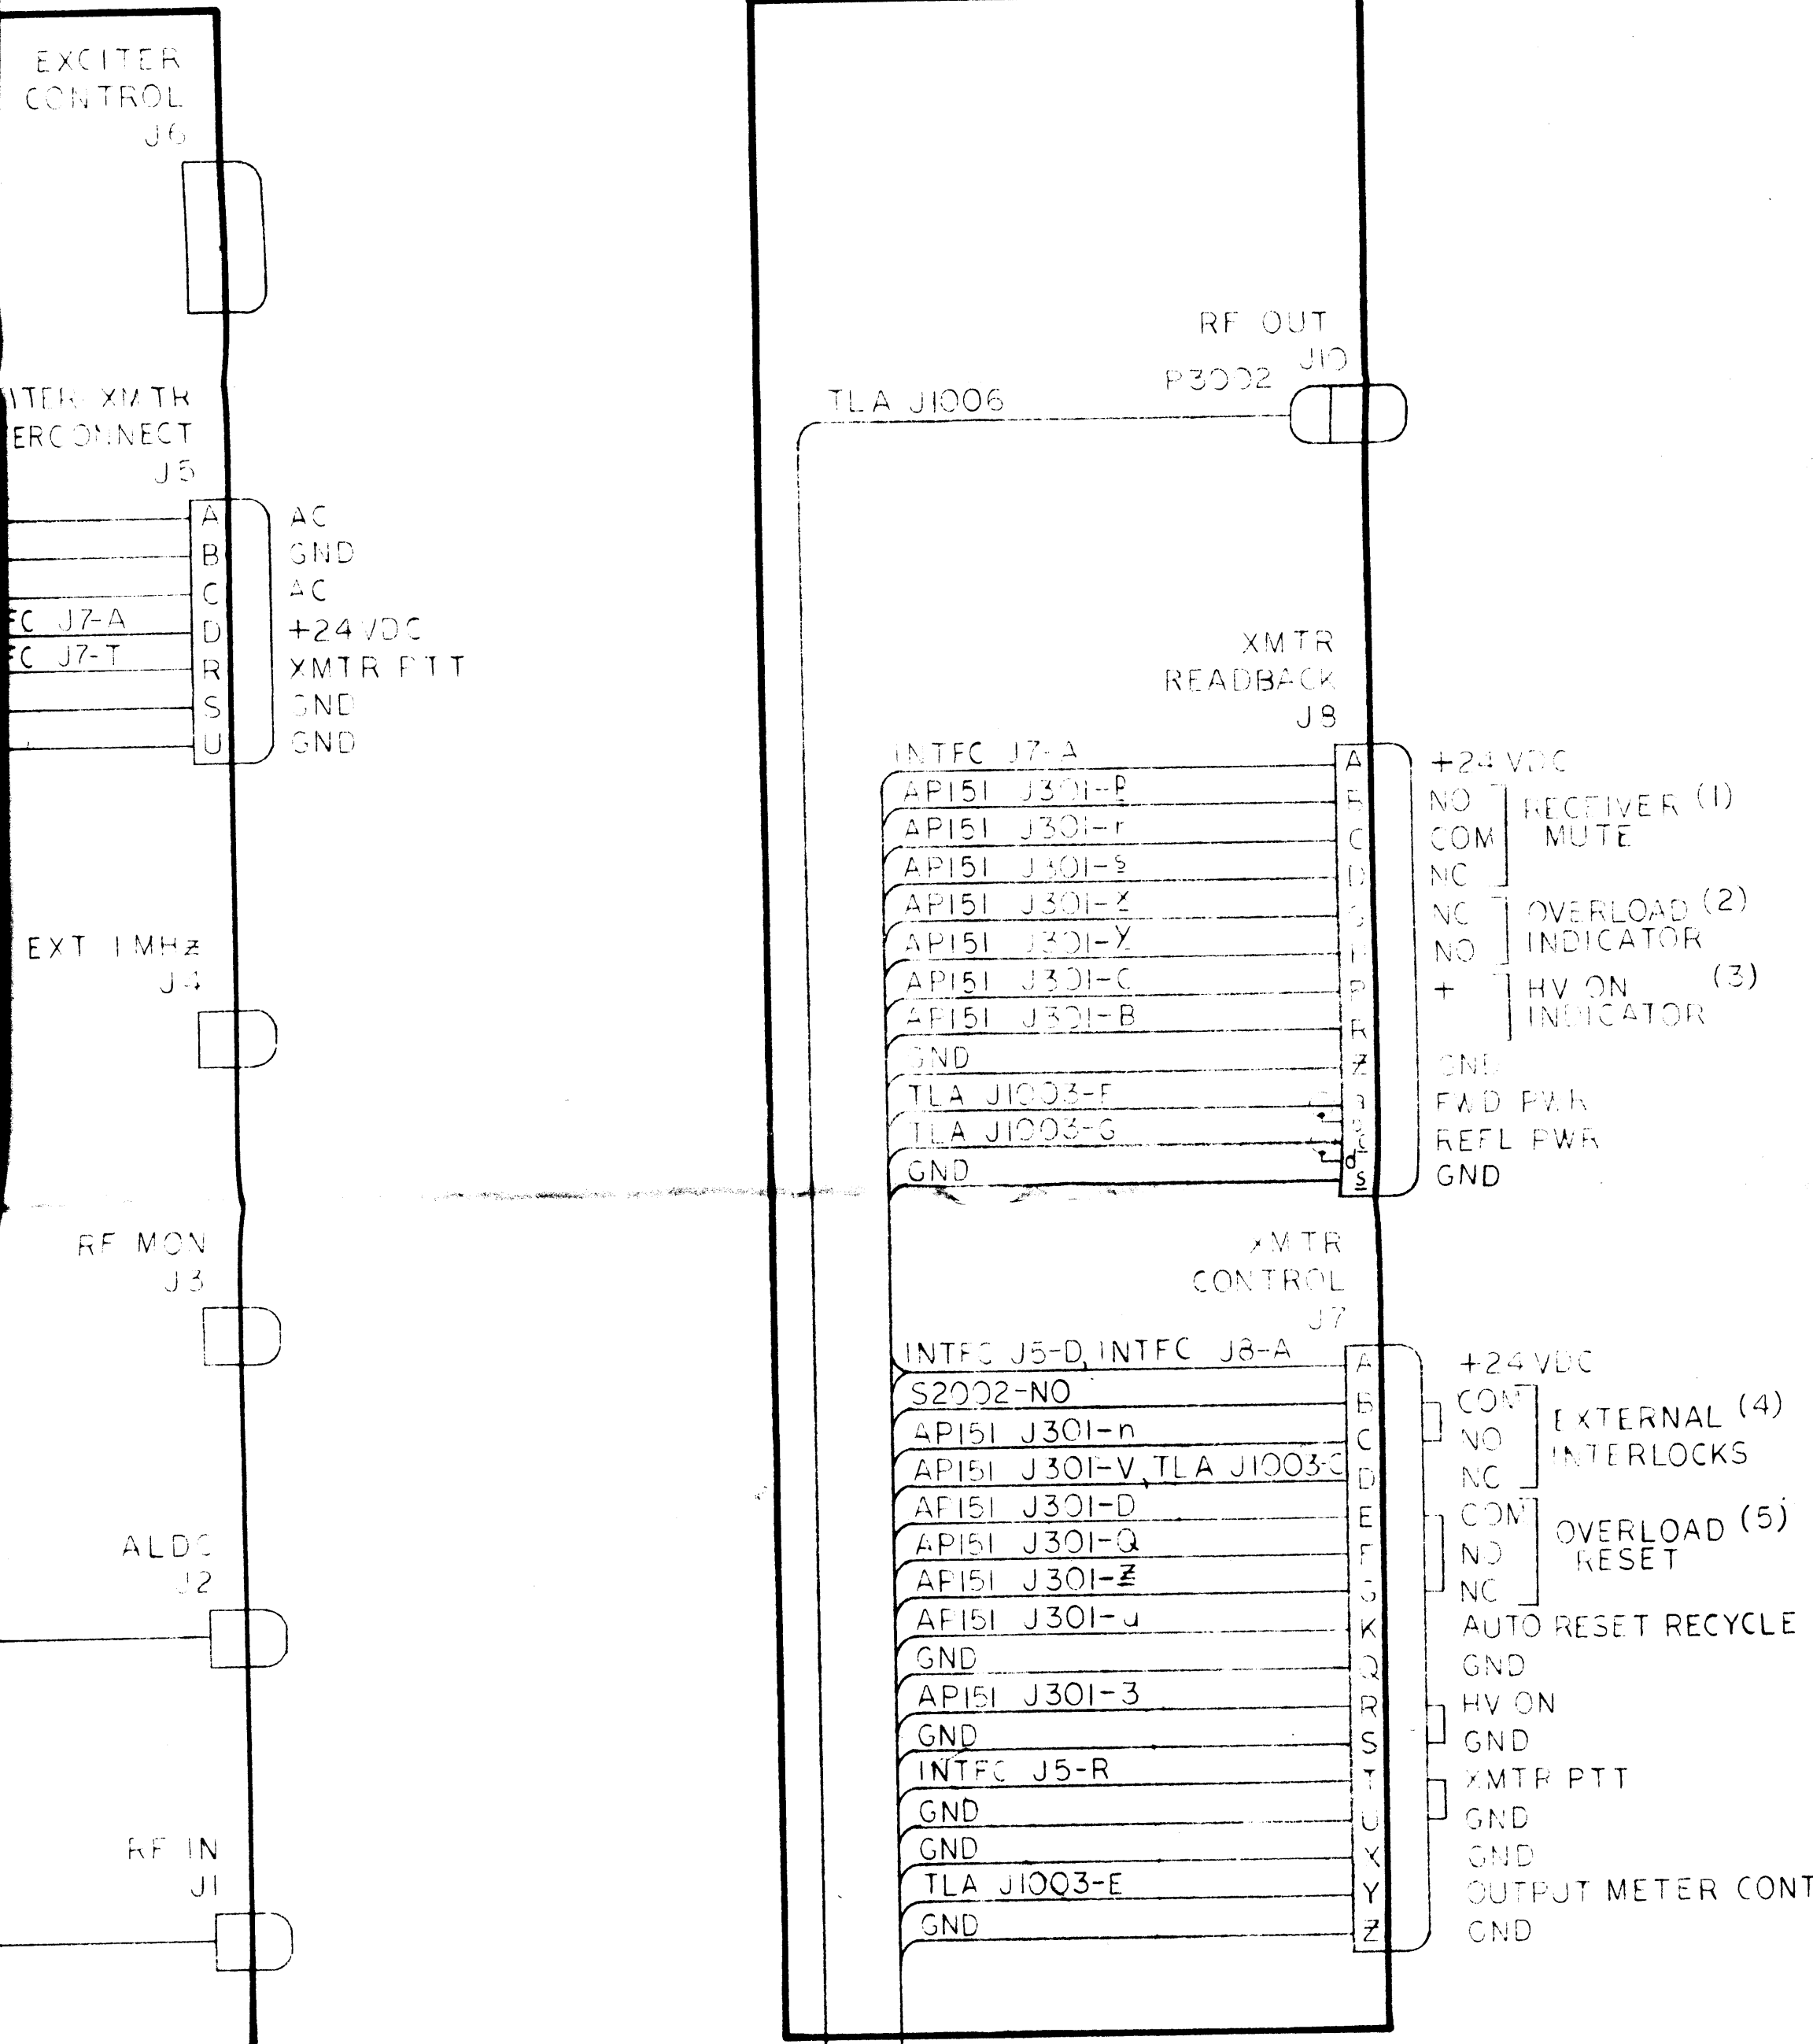 EXCITER
CONTROL
J6
ITER XMTR
ERCONNECT
J5
A AC
B GND
C AC
FC J7-A D +24VDC
FC J7-T R XMTR PTT
S GND
U GND
EXT 1MHz
J4
RF MON
J3
ALDC
J2
RF IN
J1
RF OUT
J10
P3002
TLA J1006
XMTR
READBACK
J8
INTFC J7-A A +24 VDC
AP151 J301-P B NO
AP151 J301-r C COM
AP151 J301-s D NC
RECEIVER (1)
MUTE
AP151 J301-X NC
AP151 J301-Y NO
OVERLOAD (2)
INDICATOR
AP151 J301-C P +
AP151 J301-B R
HV ON (3)
INDICATOR
GND Z GND
TLA J1003-F FWD PWR
TLA J1003-G REFL PWR
d
GND s GND
XMTR
CONTROL
J7
INTFC J5-D, INTFC J8-A A +24VDC
S2002-NO B COM
AP151 J301-n C NO
AP151 J301-V, TLA J1003-C D NC
EXTERNAL (4)
INTERLOCKS
AP151 J301-D E COM
AP151 J301-Q F NO
AP151 J301-Z G NC
OVERLOAD (5)
RESET
AP151 J301-u K AUTO RESET RECYCLE
GND Q GND
AP151 J301-3 R HV ON
GND S GND
INTFC J5-R T XMTR PTT
GND U GND
GND X GND
TLA J1003-E Y OUTPUT METER CONT
GND Z GND